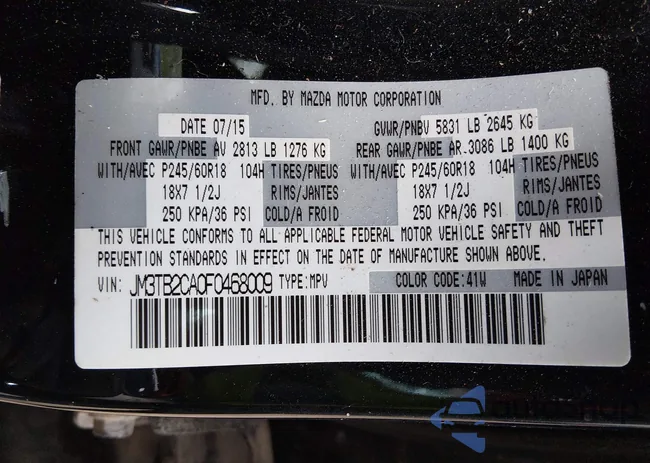 MFD. BY MAZDA MOTOR CORPORATION
DATE 07/15 GVWR/PNBV 5831 LB 2645 KG
FRONT GAWR/PNBE AV 2813 LB 1276 KG REAR GAWR/PNBE AR 3086 LB 1400 KG
WITH/AVEC P245/60R18 104H TIRES/PNEUS WITH/AVEC P245/60R18 104H TIRES/PNEUS
18X7 1/2J RIMS/JANTES 18X7 1/2J RIMS/JANTES
250 KPA/36 PSI COLD/A FROID 250 KPA/36 PSI COLD/A FROID
THIS VEHICLE CONFORMS TO ALL APPLICABLE FEDERAL MOTOR VEHICLE SAFETY AND THEFT
PREVENTION STANDARDS IN EFFECT ON THE DATE OF MANUFACTURE SHOWN ABOVE.
VIN: JM3TB2CA0F0468009 TYPE:MPV COLOR CODE:41W MADE IN JAPAN